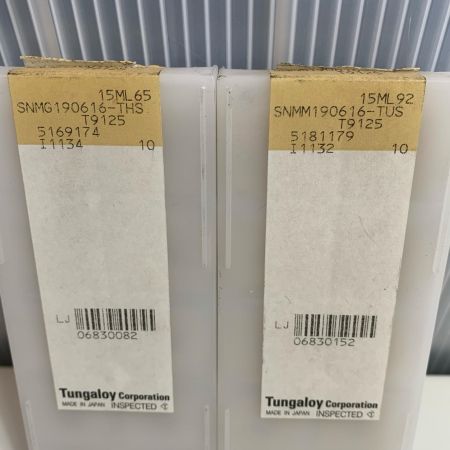 15ML65
SNMG190616-THS
T9125
5169174
I1134 10
LJ
06830082
Tungaloy Corporation
MADE IN JAPAN INSPECTED
15ML92
SNMM190616-TUS
T9125
5181179
I1132 10
LJ
06830152
Tungaloy Corporation
MADE IN JAPAN INSPECTED